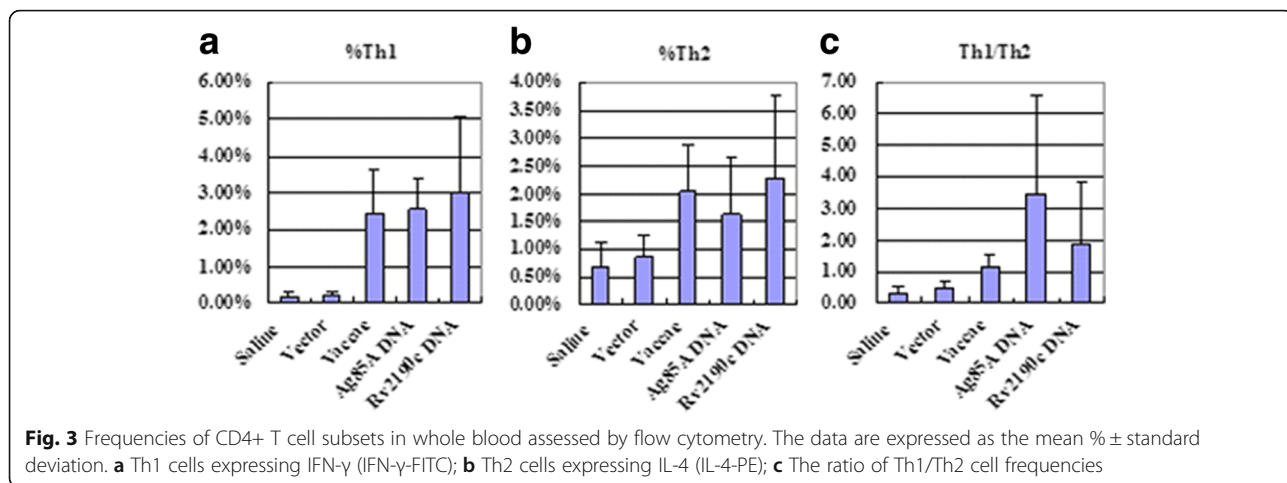 a b c
%Th1 %Th2 Th1/Th2
6.00%
5.00%
4.00%
3.00%
2.00%
1.00%
0.00%
Saline
Vector
Vaccae
Ag85A DNA
Rv2190c DNA
4.00%
3.50%
3.00%
2.50%
2.00%
1.50%
1.00%
0.50%
0.00%
Saline
Vector
Vaccae
Ag85A DNA
Rv2190c DNA
7.00
6.00
5.00
4.00
3.00
2.00
1.00
0.00
Saline
Vector
Vaccae
Ag85A DNA
Rv2190c DNA
Fig. 3 Frequencies of CD4+ T cell subsets in whole blood assessed by flow cytometry. The data are expressed as the mean % ± standard
deviation. a Th1 cells expressing IFN-γ (IFN-γ-FITC); b Th2 cells expressing IL-4 (IL-4-PE); c The ratio of Th1/Th2 cell frequencies